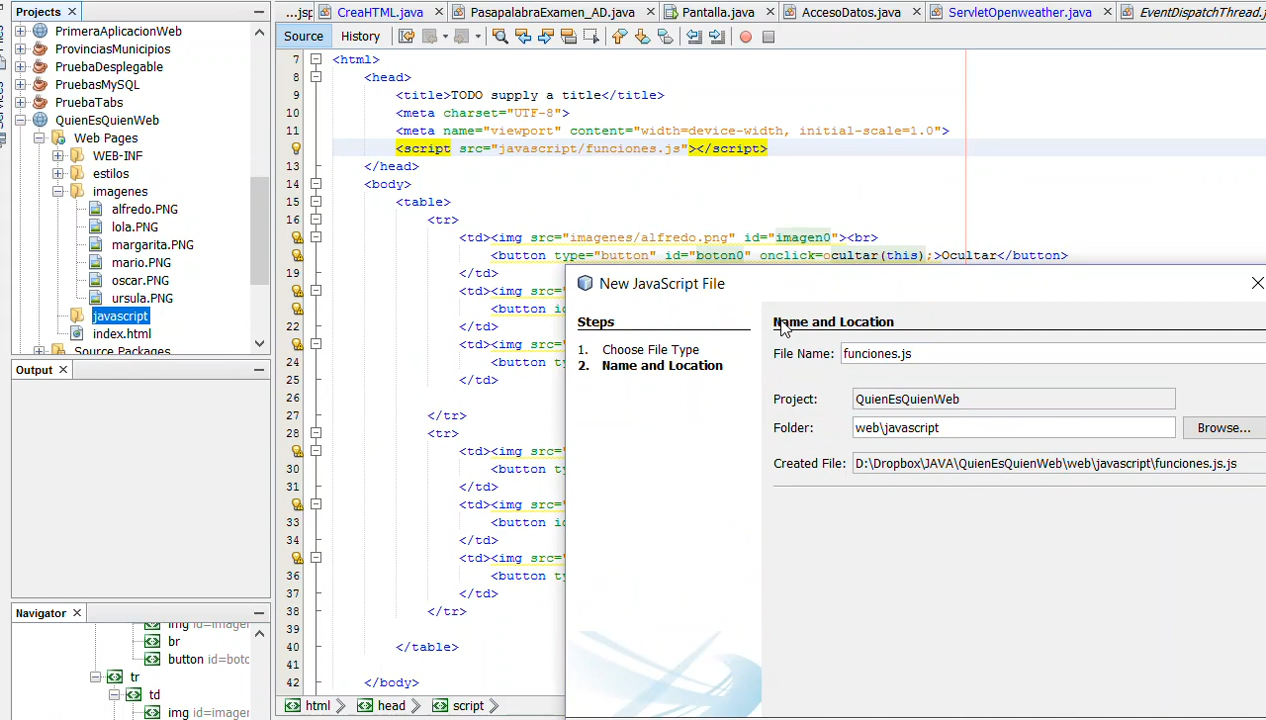 Projects
PrimeraAplicacionWeb
ProvinciasMunicipios
PruebaDesplegable
PruebasMySQL
PruebaTabs
QuienEsQuienWeb
Web Pages
WEB-INF
estilos
imagenes
alfredo.PNG
lola.PNG
margarita.PNG
mario.PNG
oscar.PNG
ursula.PNG
javascript
index.html
Source Packages
Output
Navigator
img id=imager
br
button id=boto
tr
td
img id=imager
...jsp CreaHTML.java PasapalabraExamen_AD.java Pantalla.java AccesoDatos.java ServletOpenweather.java EventDispatchThread.j
Source History
7 <html>
8 <head>
9 <title>TODO supply a title</title>
10 <meta charset="UTF-8">
11 <meta name="viewport" content="width=device-width, initial-scale=1.0">
<script src="javascript/funciones.js"></script>
13 </head>
14 <body>
15 <table>
16 <tr>
<td><img src="imagenes/alfredo.png" id="imagen0"><br>
<button type="button" id="boton0" onclick=ocultar(this);>Ocultar</button>
19 </td>
<td><img src="
<button id
22 </td>
<td><img src="
24 <button ty
25 </td>
26
27 </tr>
28 <tr>
<td><img src="
30 <button ty
31 </td>
<td><img src="
33 <button id
34 </td>
<td><img src="
36 <button ty
37 </td>
38 </tr>
39
40 </table>
41
42 </body>
html head script
New JavaScript File
Steps
1. Choose File Type
2. Name and Location
Name and Location
File Name: funciones.js
Project: QuienEsQuienWeb
Folder: web\javascript
Browse...
Created File: D:\Dropbox\JAVA\QuienEsQuienWeb\web\javascript\funciones.js.js